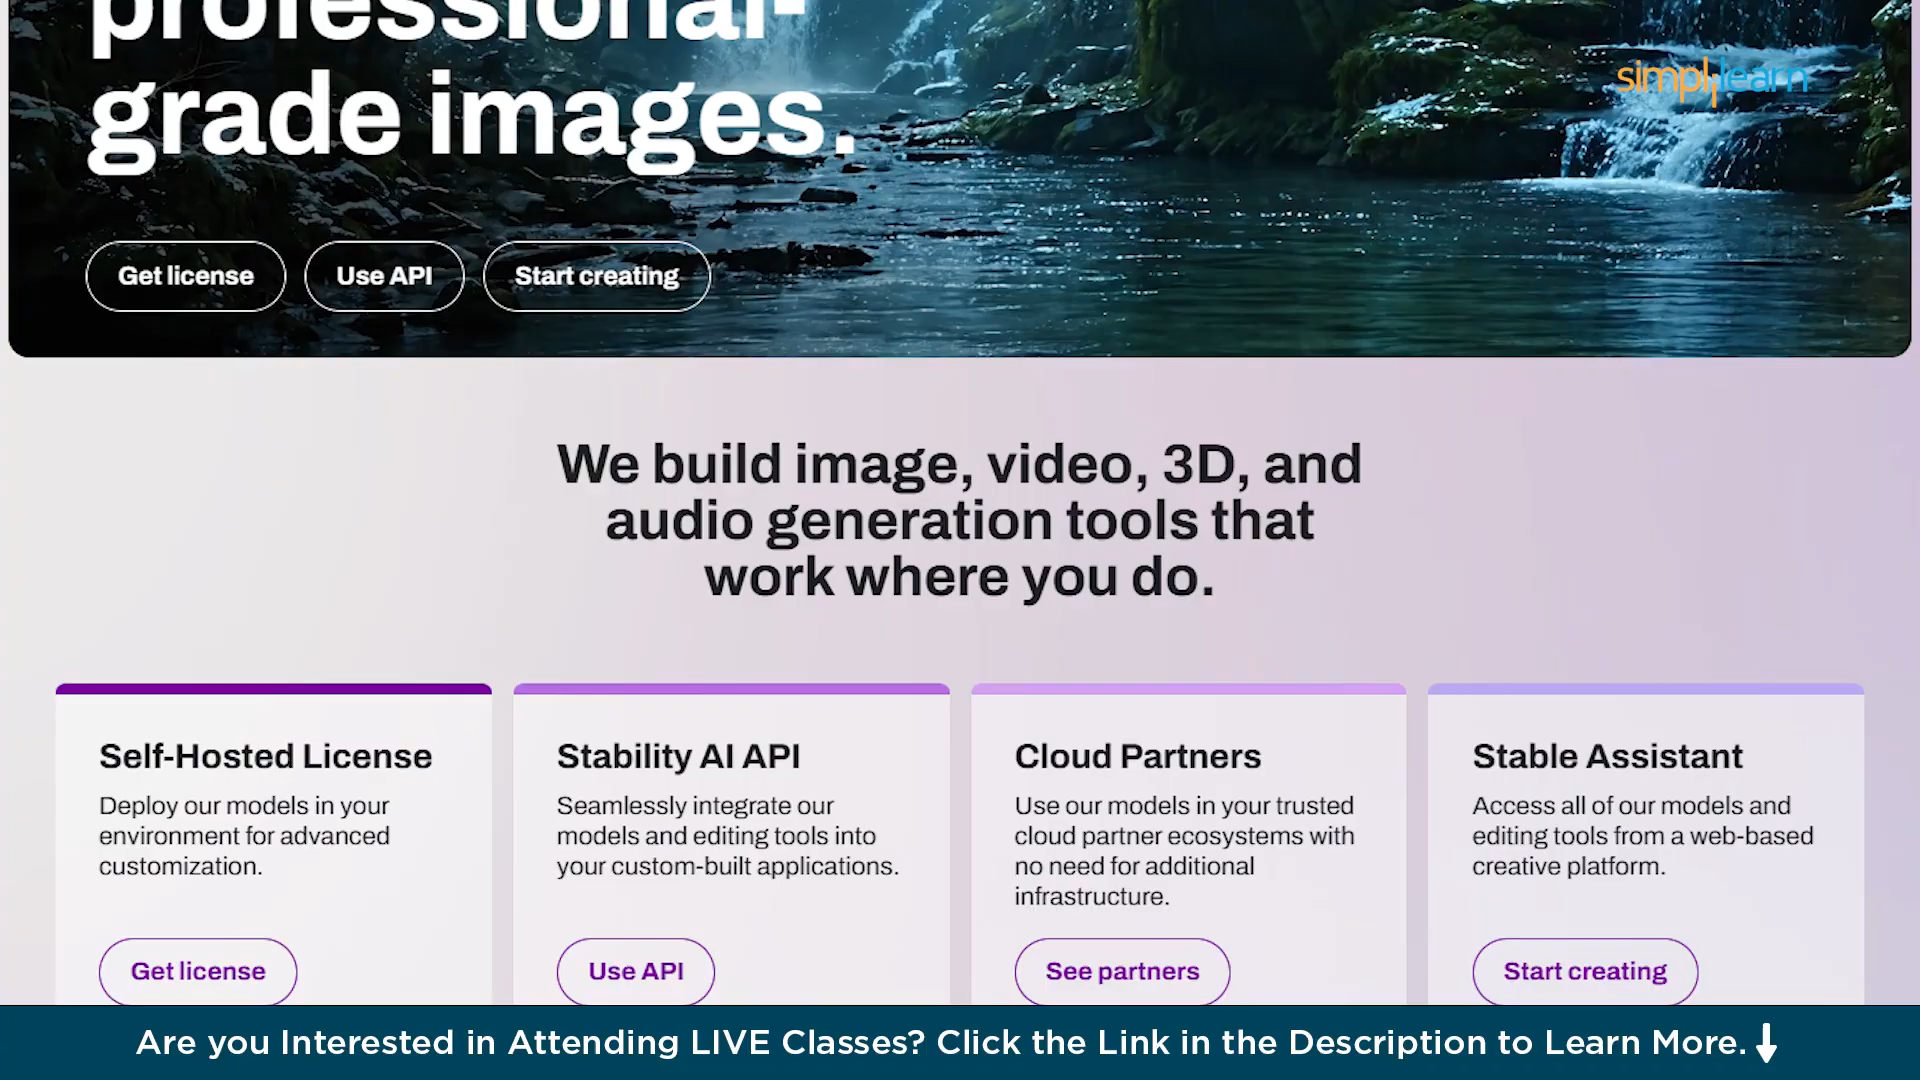 professional-
grade images.
simplilearn
Get license
Use API
Start creating
We build image, video, 3D, and
audio generation tools that
work where you do.
Self-Hosted License
Deploy our models in your
environment for advanced
customization.
Get license
Stability AI API
Seamlessly integrate our
models and editing tools into
your custom-built applications.
Use API
Cloud Partners
Use our models in your trusted
cloud partner ecosystems with
no need for additional
infrastructure.
See partners
Stable Assistant
Access all of our models and
editing tools from a web-based
creative platform.
Start creating
Are you Interested in Attending LIVE Classes? Click the Link in the Description to Learn More.